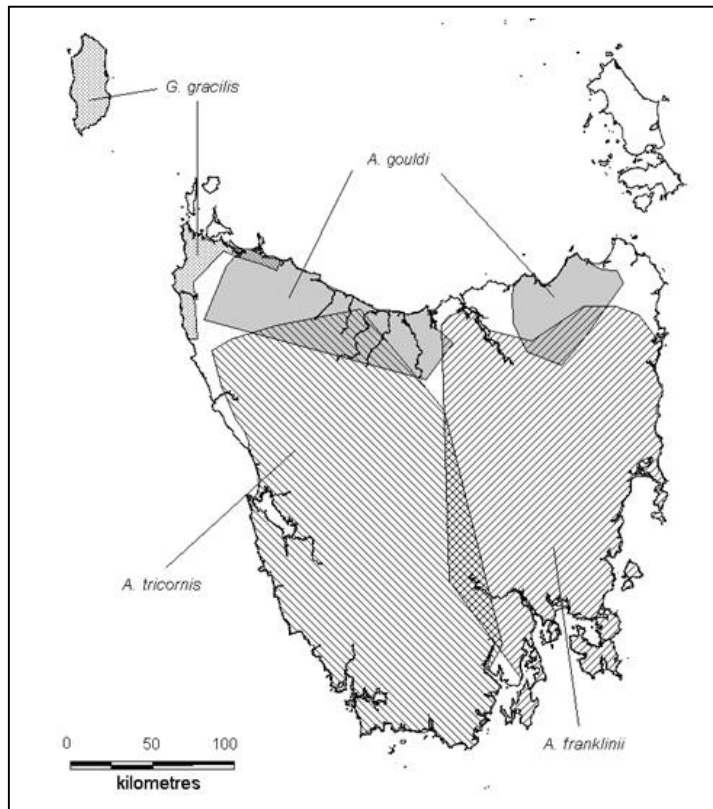 G. gracilis
A. gouldi
A. tricornis
A. franklinii
0 50 100
kilometres